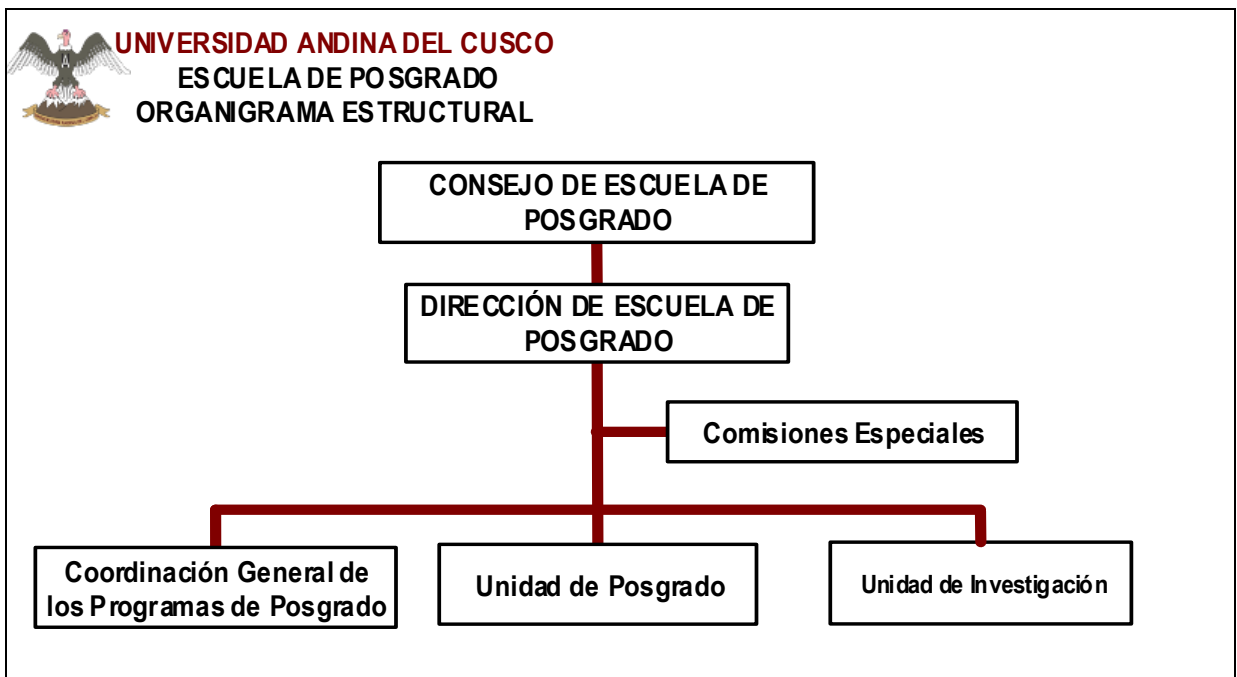 UNIVERSIDAD ANDINA DEL CUSCO
ESCUELA DE POSGRADO
ORGANIGRAMA ESTRUCTURAL
CONSEJO DE ESCUELA DE
POSGRADO
DIRECCIÓN DE ESCUELA DE
POSGRADO
Comisiones Especiales
Coordinación General de
los Programas de Posgrado
Unidad de Posgrado
Unidad de Investigación